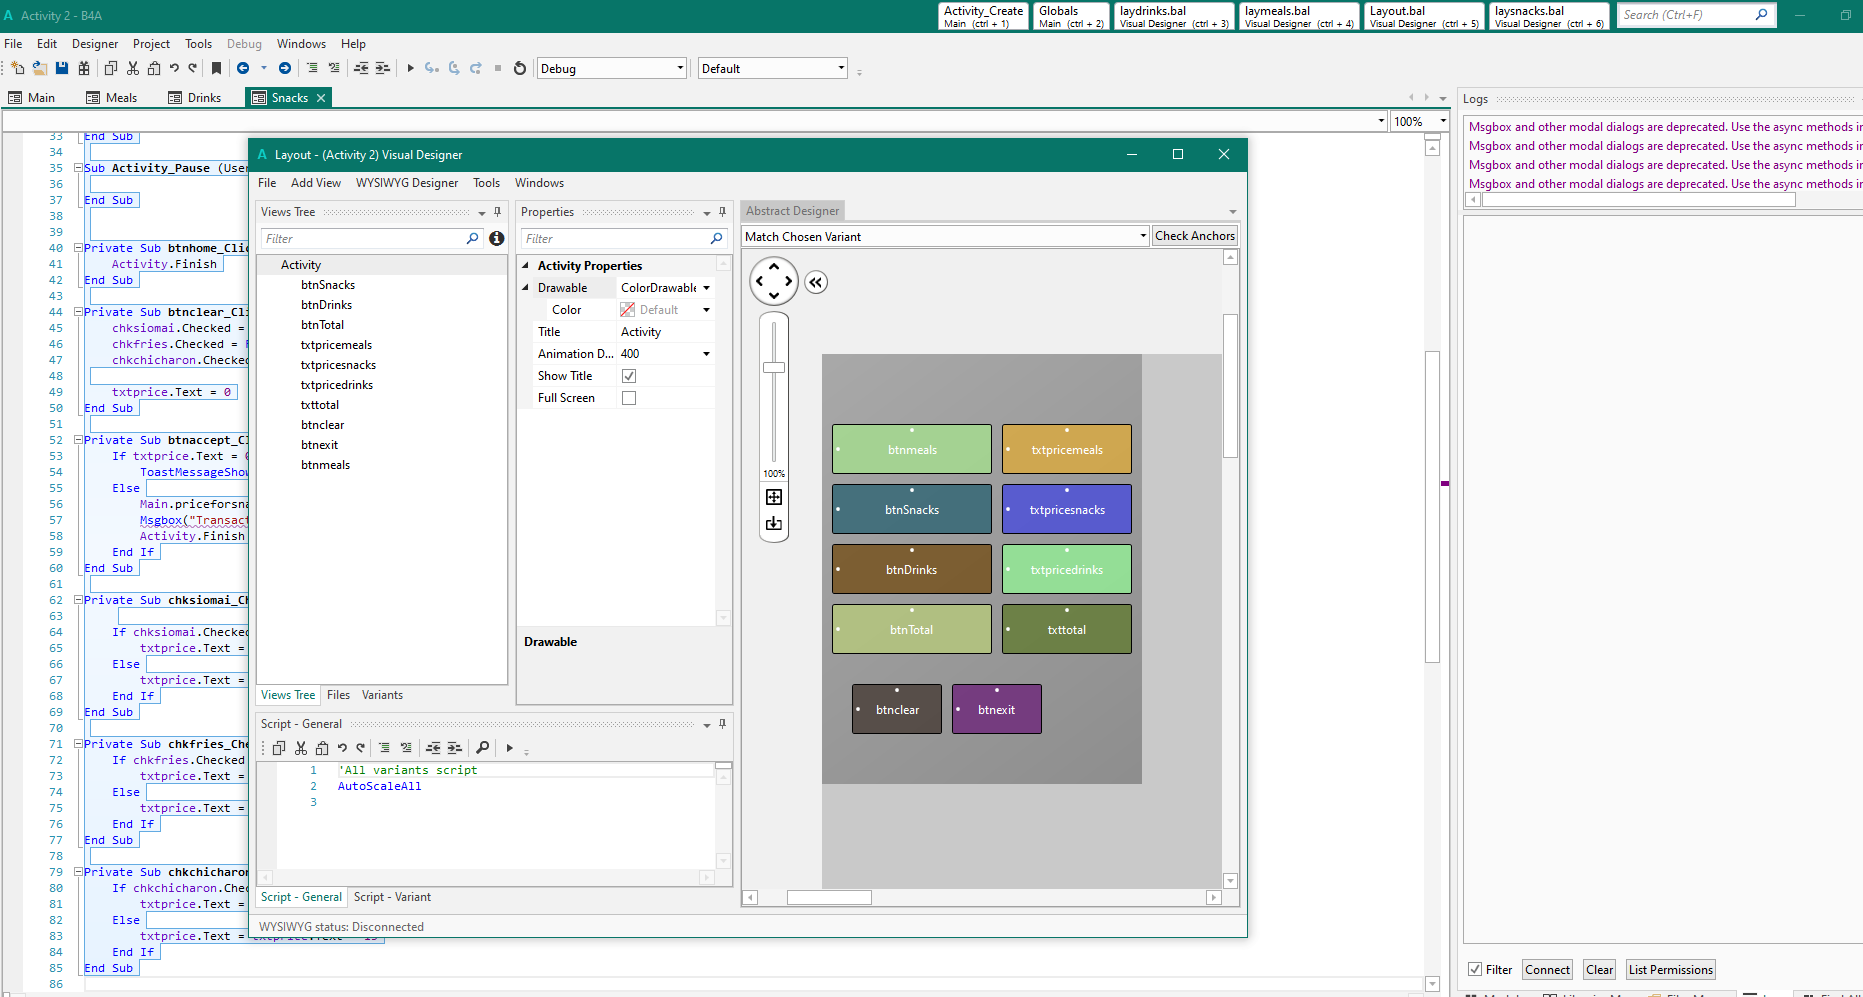 A Activity 2 - B4A
Activity_Create
Main (ctrl + 1)
Globals
Main (ctrl + 2)
laydrinks.bal
Visual Designer (ctrl + 3)
laymeals.bal
Visual Designer (ctrl + 4)
Layout.bal
Visual Designer (ctrl + 5)
laysnacks.bal
Visual Designer (ctrl + 6)
Search (Ctrl+F)
File Edit Designer Project Tools Debug Windows Help
Debug Default
Main Meals Drinks Snacks
100%
33 End Sub
34
35 Sub Activity_Pause (User
36
37 End Sub
38
39
40 Private Sub btnhome_Clic
41 Activity.Finish
42 End Sub
43
44 Private Sub btnclear_Cli
45 chksiomai.Checked =
46 chkfries.Checked =
47 chkchicharon.Checked
48
49 txtprice.Text = 0
50 End Sub
51
52 Private Sub btnaccept_Cl
53 If txtprice.Text = 0
54 ToastMessageShow
55 Else
56 Main.priceforsna
57 Msgbox("Transact
58 Activity.Finish
59 End If
60 End Sub
61
62 Private Sub chksiomai_Ch
63
64 If chksiomai.Checked
65 txtprice.Text =
66 Else
67 txtprice.Text =
68 End If
69 End Sub
70
71 Private Sub chkfries_Che
72 If chkfries.Checked
73 txtprice.Text =
74 Else
75 txtprice.Text =
76 End If
77 End Sub
78
79 Private Sub chkchicharon
80 If chkchicharon.Chec
81 txtprice.Text =
82 Else
83 txtprice.Text =
84 End If
85 End Sub
86
A Layout - (Activity 2) Visual Designer
File Add View WYSIWYG Designer Tools Windows
Views Tree
Filter
Activity
btnSnacks
btnDrinks
btnTotal
txtpricemeals
txtpricesnacks
txtpricedrinks
txttotal
btnclear
btnexit
btnmeals
Views Tree Files Variants
Properties
Filter
Activity Properties
Drawable ColorDrawable
Color Default
Title Activity
Animation D... 400
Show Title
Full Screen
Drawable
Script - General
1 'All variants script
2 AutoScaleAll
3
Script - General Script - Variant
WYSIWYG status: Disconnected
Abstract Designer
Match Chosen Variant Check Anchors
100%
btnmeals txtpricemeals
btnSnacks txtpricesnacks
btnDrinks txtpricedrinks
btnTotal txttotal
btnclear btnexit
Logs
Msgbox and other modal dialogs are deprecated. Use the async methods in
Msgbox and other modal dialogs are deprecated. Use the async methods in
Msgbox and other modal dialogs are deprecated. Use the async methods in
Msgbox and other modal dialogs are deprecated. Use the async methods in
Filter Connect Clear List Permissions